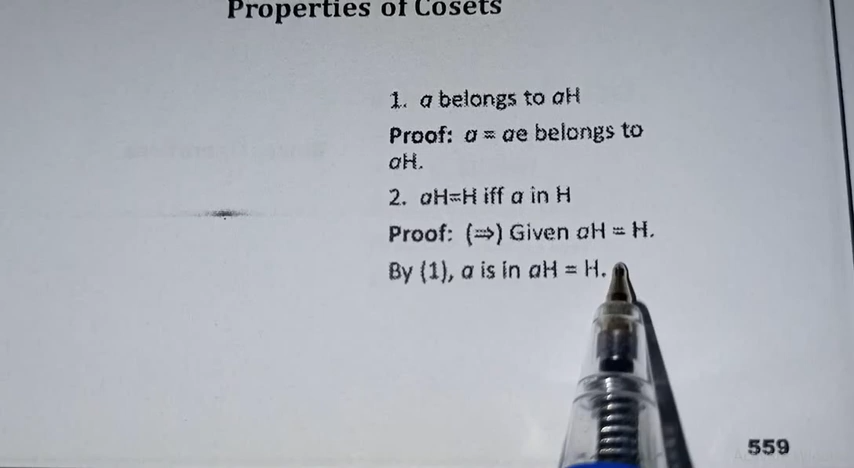 Properties of Cosets
1. a belongs to aH
Proof: a = ae belongs to
aH.
2. aH=H iff a in H
Proof: (⇒) Given aH = H.
By (1), a is in aH = H.
559